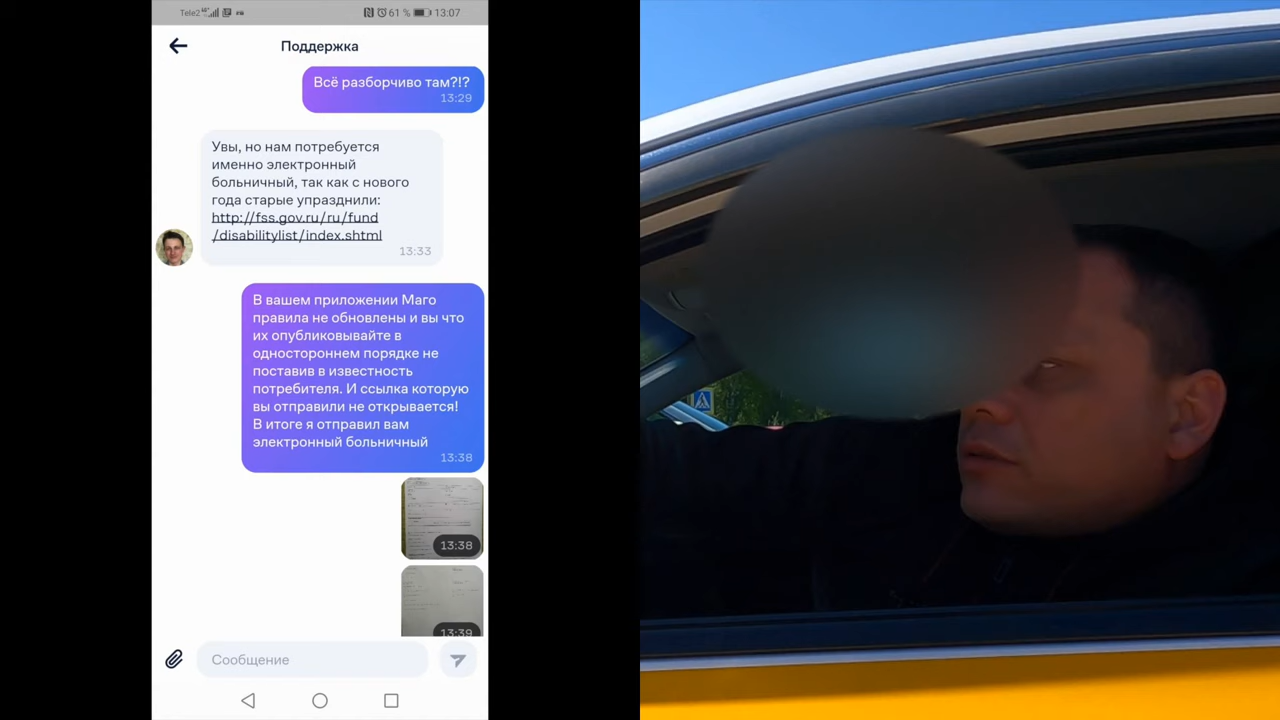 Tele2
61 %
13:07
Поддержка
Всё разборчиво там?!?
13:29
Увы, но нам потребуется
именно электронный
больничный, так как с нового
года старые упразднили:
http://fss.gov.ru/ru/fund
/disabilitylist/index.shtml
13:33
В вашем приложении Маго
правила не обновлены и вы что
их опубликовывайте в
одностороннем порядке не
поставив в известность
потребителя. И ссылка которую
вы отправили не открывается!
В итоге я отправил вам
электронный больничный
13:38
13:38
13:39
Сообщение